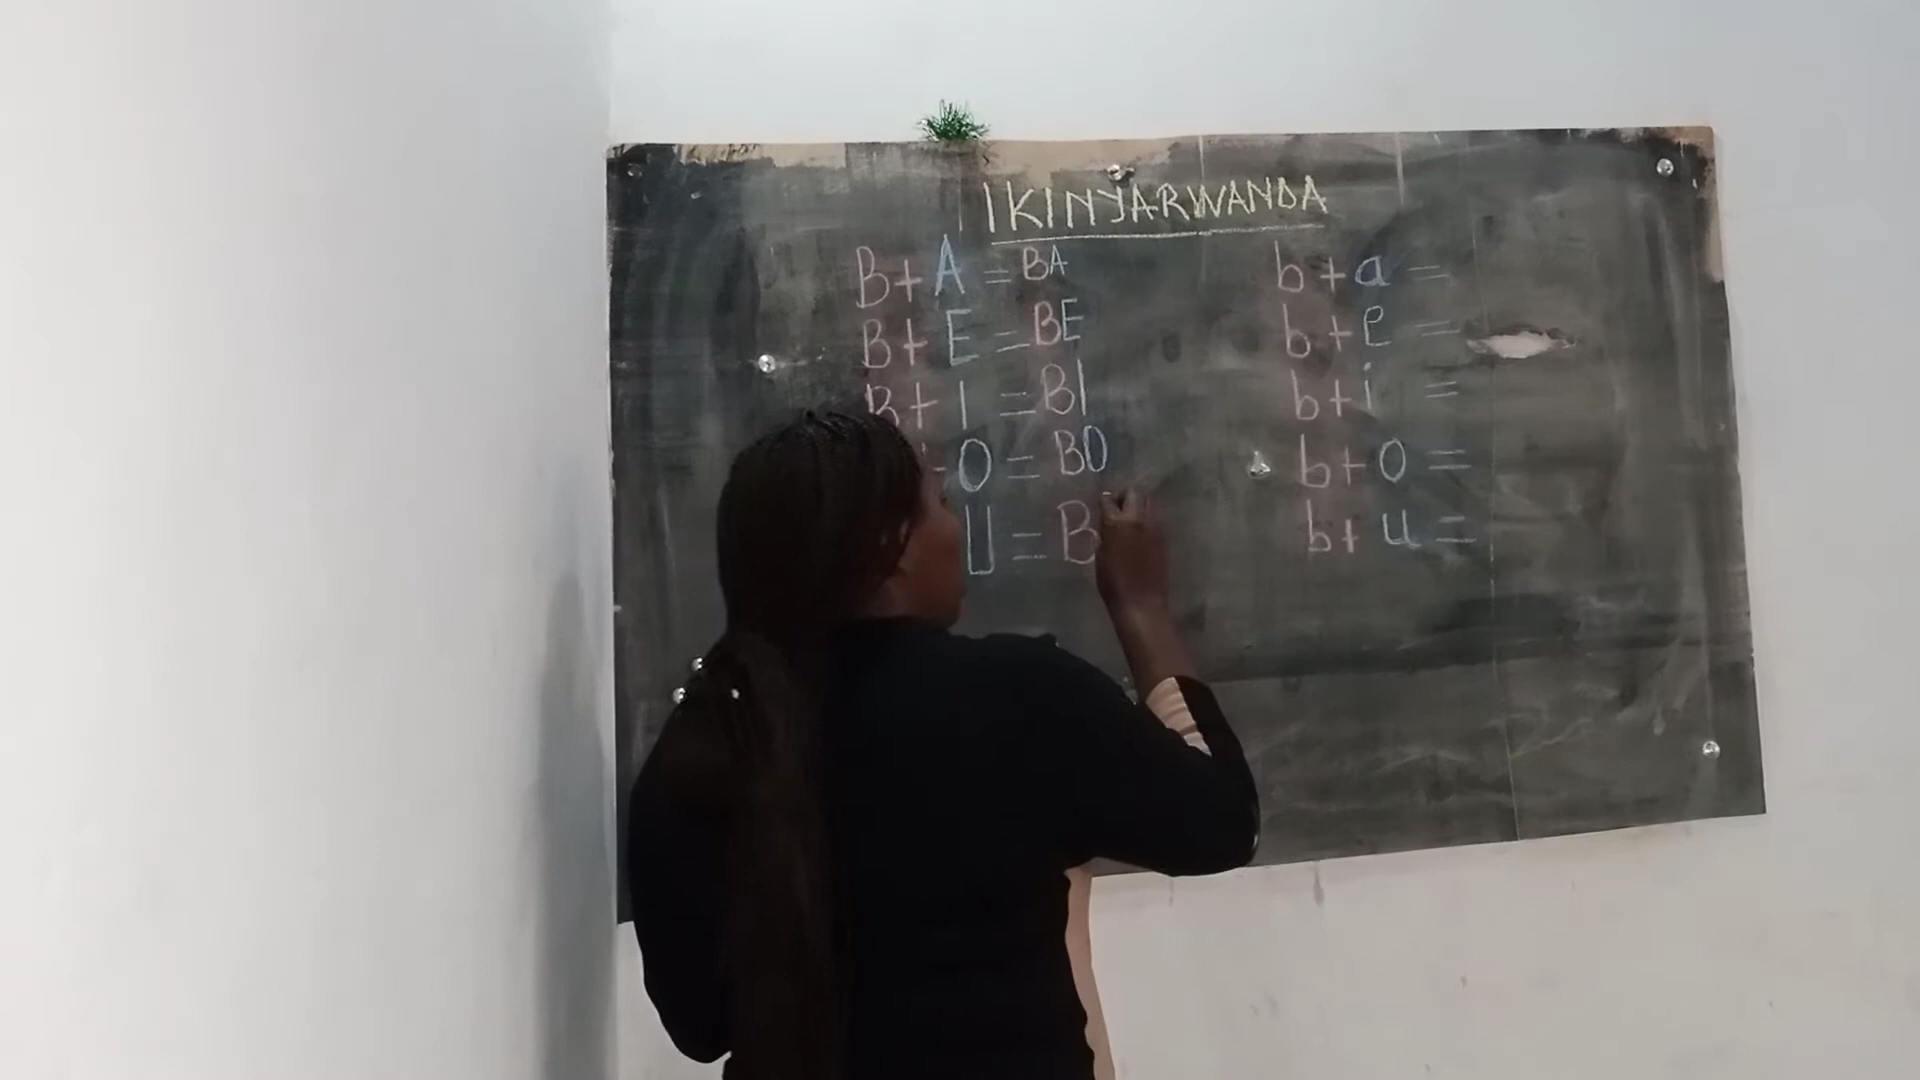 IKINYARWANDA
B+A=BA
B+E=BE
B+I=BI
O=BO
U=B
b+a=
b+e=
b+i=
b+o=
b+u=